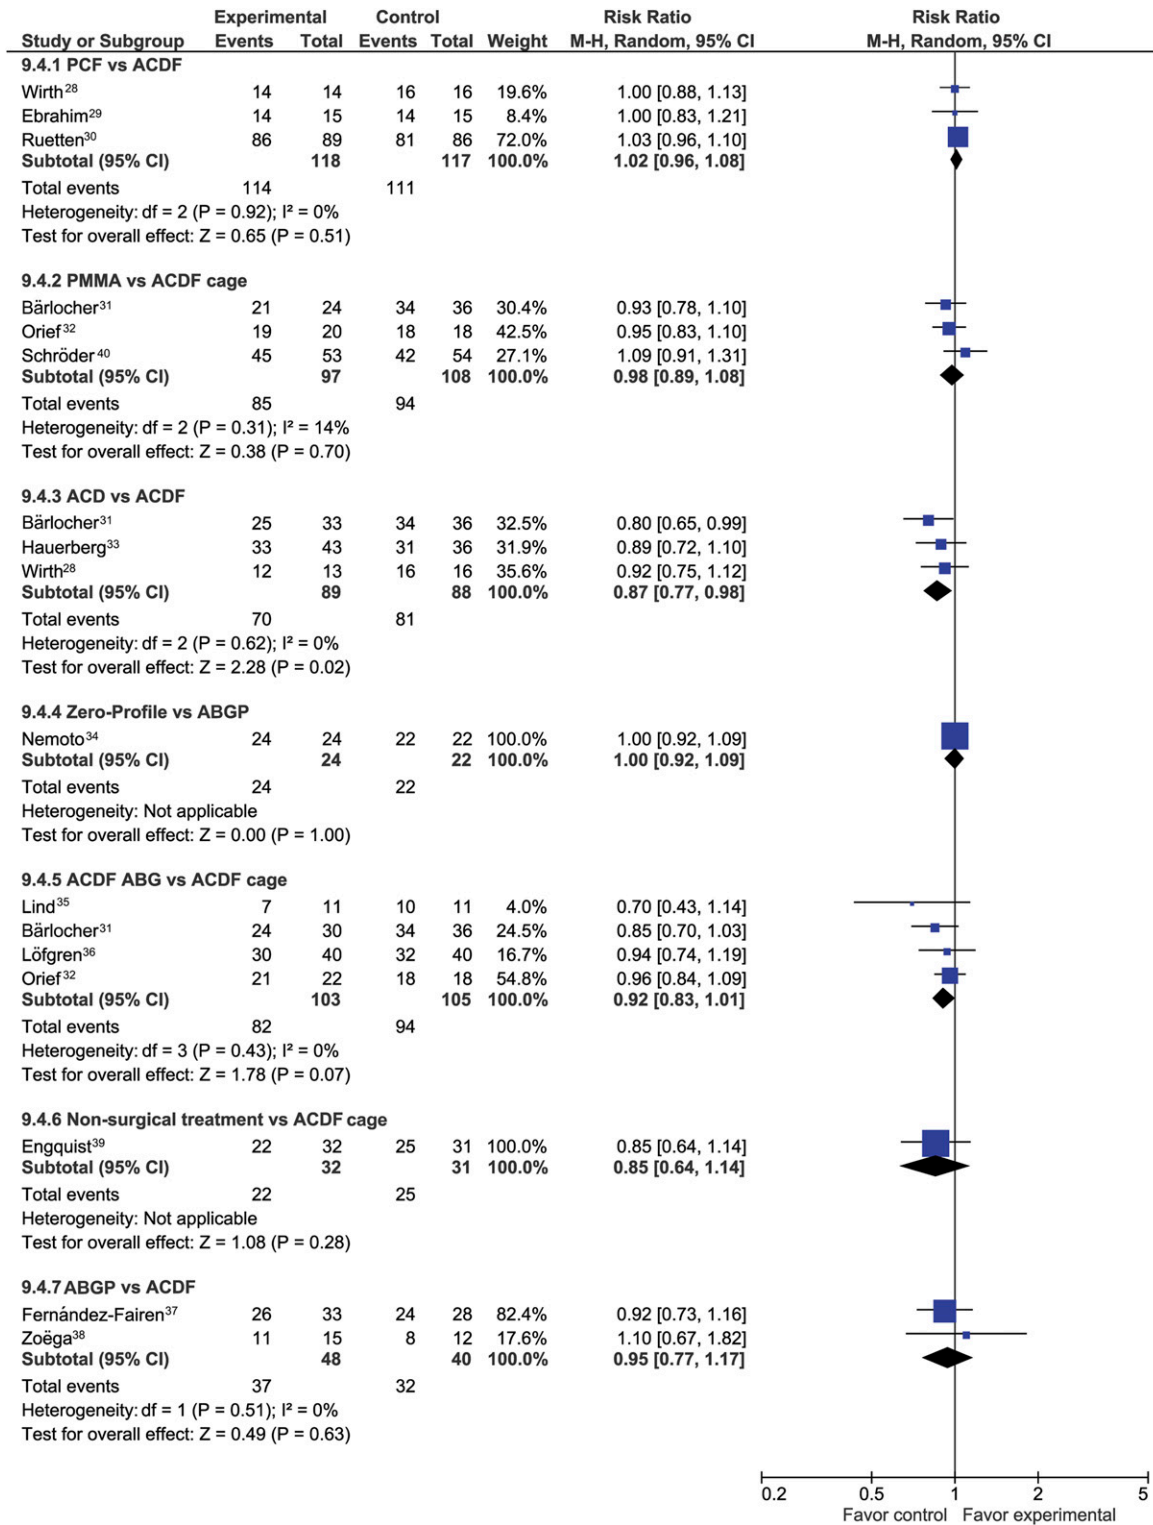 Experimental Control Risk Ratio Risk Ratio
Study or Subgroup Events Total Events Total Weight M-H, Random, 95% CI M-H, Random, 95% CI
9.4.1 PCF vs ACDF
Wirth²⁸ 14 14 16 16 19.6% 1.00 [0.88, 1.13]
Ebrahim²⁹ 14 15 14 15 8.4% 1.00 [0.83, 1.21]
Ruetten³⁰ 86 89 81 86 72.0% 1.03 [0.96, 1.10]
Subtotal (95% CI) 118 117 100.0% 1.02 [0.96, 1.08]
Total events 114 111
Heterogeneity: df = 2 (P = 0.92); I² = 0%
Test for overall effect: Z = 0.65 (P = 0.51)
9.4.2 PMMA vs ACDF cage
Bärlocher³¹ 21 24 34 36 30.4% 0.93 [0.78, 1.10]
Orief³² 19 20 18 18 42.5% 0.95 [0.83, 1.10]
Schröder⁴⁰ 45 53 42 54 27.1% 1.09 [0.91, 1.31]
Subtotal (95% CI) 97 108 100.0% 0.98 [0.89, 1.08]
Total events 85 94
Heterogeneity: df = 2 (P = 0.31); I² = 14%
Test for overall effect: Z = 0.38 (P = 0.70)
9.4.3 ACD vs ACDF
Bärlocher³¹ 25 33 34 36 32.5% 0.80 [0.65, 0.99]
Hauerberg³³ 33 43 31 36 31.9% 0.89 [0.72, 1.10]
Wirth²⁸ 12 13 16 16 35.6% 0.92 [0.75, 1.12]
Subtotal (95% CI) 89 88 100.0% 0.87 [0.77, 0.98]
Total events 70 81
Heterogeneity: df = 2 (P = 0.62); I² = 0%
Test for overall effect: Z = 2.28 (P = 0.02)
9.4.4 Zero-Profile vs ABGP
Nemoto³⁴ 24 24 22 22 100.0% 1.00 [0.92, 1.09]
Subtotal (95% CI) 24 22 100.0% 1.00 [0.92, 1.09]
Total events 24 22
Heterogeneity: Not applicable
Test for overall effect: Z = 0.00 (P = 1.00)
9.4.5 ACDF ABG vs ACDF cage
Lind³⁵ 7 11 10 11 4.0% 0.70 [0.43, 1.14]
Bärlocher³¹ 24 30 34 36 24.5% 0.85 [0.70, 1.03]
Löfgren³⁶ 30 40 32 40 16.7% 0.94 [0.74, 1.19]
Orief³² 21 22 18 18 54.8% 0.96 [0.84, 1.09]
Subtotal (95% CI) 103 105 100.0% 0.92 [0.83, 1.01]
Total events 82 94
Heterogeneity: df = 3 (P = 0.43); I² = 0%
Test for overall effect: Z = 1.78 (P = 0.07)
9.4.6 Non-surgical treatment vs ACDF cage
Engquist³⁹ 22 32 25 31 100.0% 0.85 [0.64, 1.14]
Subtotal (95% CI) 32 31 100.0% 0.85 [0.64, 1.14]
Total events 22 25
Heterogeneity: Not applicable
Test for overall effect: Z = 1.08 (P = 0.28)
9.4.7 ABGP vs ACDF
Fernández-Fairen³⁷ 26 33 24 28 82.4% 0.92 [0.73, 1.16]
Zoëga³⁸ 11 15 8 12 17.6% 1.10 [0.67, 1.82]
Subtotal (95% CI) 48 40 100.0% 0.95 [0.77, 1.17]
Total events 37 32
Heterogeneity: df = 1 (P = 0.51); I² = 0%
Test for overall effect: Z = 0.49 (P = 0.63)
0.2 0.5 1 2 5
Favor control Favor experimental